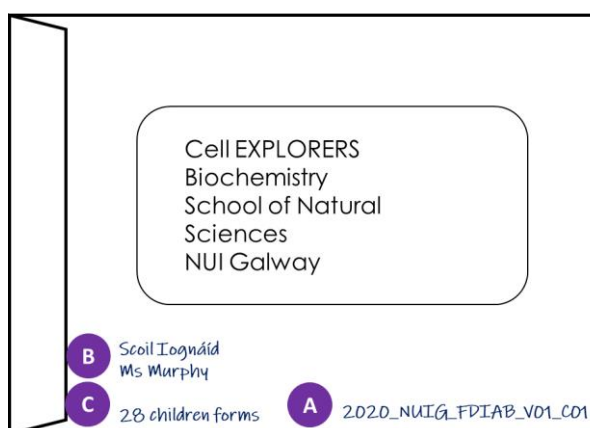 Cell EXPLORERS
Biochemistry
School of Natural
Sciences
NUI Galway
B
Scoil Iognáid
Ms Murphy
C
28 children forms
A
2020_NUIG_FDIAB_V01_C01